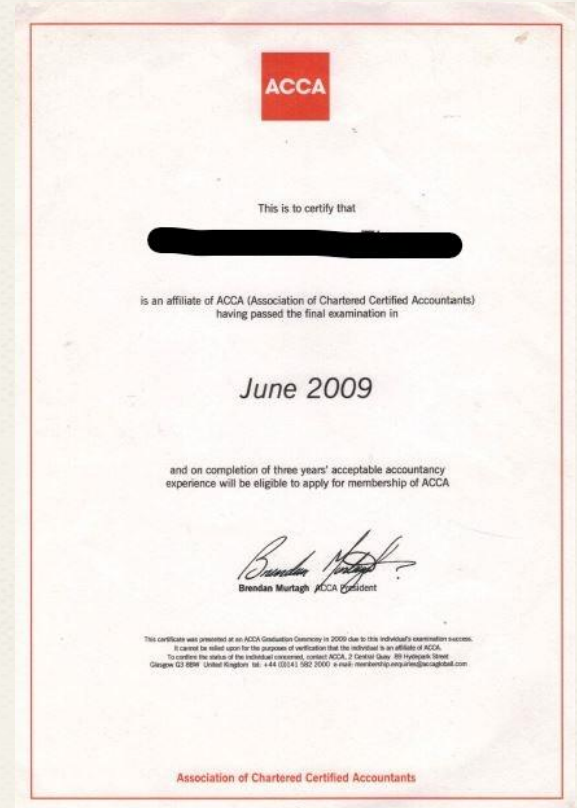 ACCA
This is to certify that
is an affiliate of ACCA (Association of Chartered Certified Accountants)
having passed the final examination in
June 2009
and on completion of three years' acceptable accountancy
experience will be eligible to apply for membership of ACCA
Brendan Murtagh
Brendan Murtagh ACCA President
This certificate was presented at an ACCA Graduation Ceremony in 2009 due to this individual's examination success.
It cannot be relied upon for the purposes of verification that the individual is an affiliate of ACCA.
To confirm the status of the individual concerned, contact ACCA, 2 Central Quay 89 Hydepark Street
Glasgow G3 8BW United Kingdom tel: +44 (0)141 582 2000 e-mail: membership.enquiries@accaglobal.com
Association of Chartered Certified Accountants